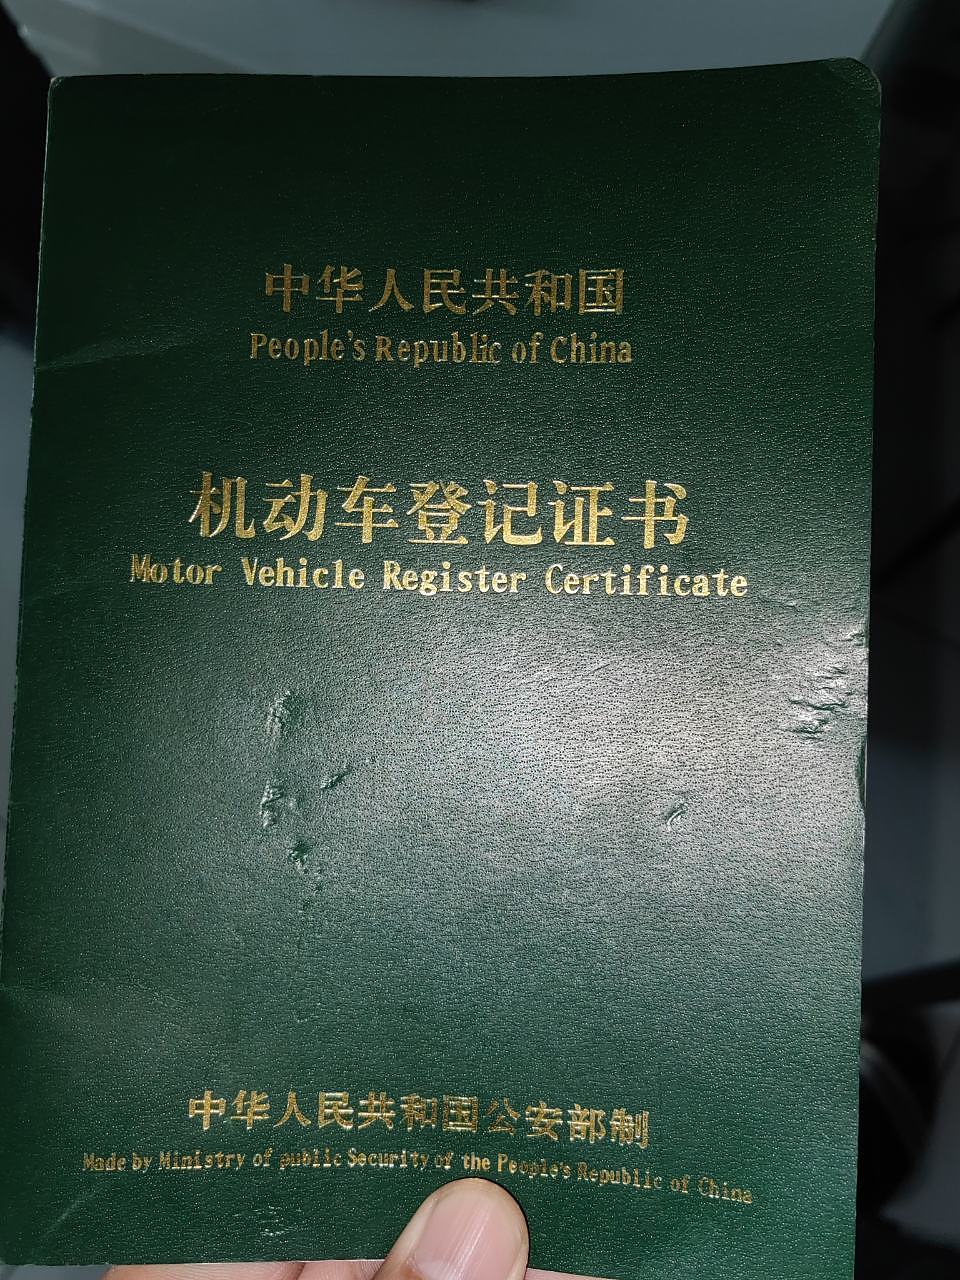 中华人民共和国
People's Republic of China
机动车登记证书
Motor Vehicle Register Certificate
中华人民共和国公安部制
Made by Ministry of public Security of the People's Republic of China